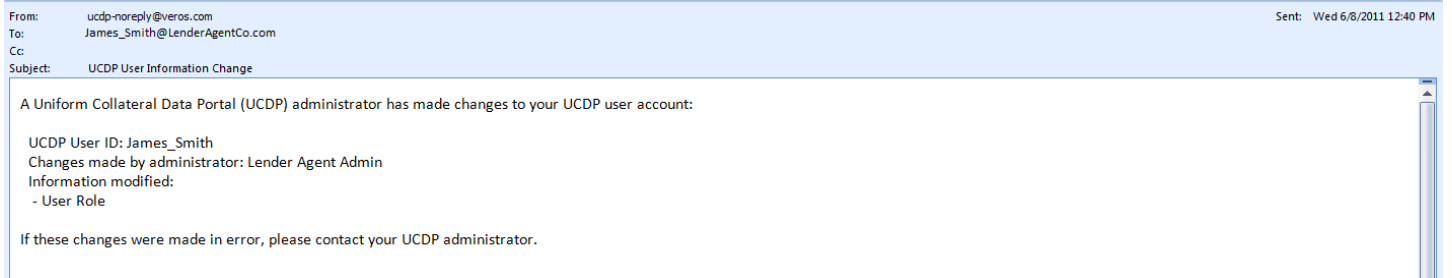 From: ucdp-noreply@veros.com Sent: Wed 6/8/2011 12:40 PM
To: James_Smith@LenderAgentCo.com
Cc:
Subject: UCDP User Information Change
A Uniform Collateral Data Portal (UCDP) administrator has made changes to your UCDP user account:
UCDP User ID: James_Smith
Changes made by administrator: Lender Agent Admin
Information modified:
- User Role
If these changes were made in error, please contact your UCDP administrator.